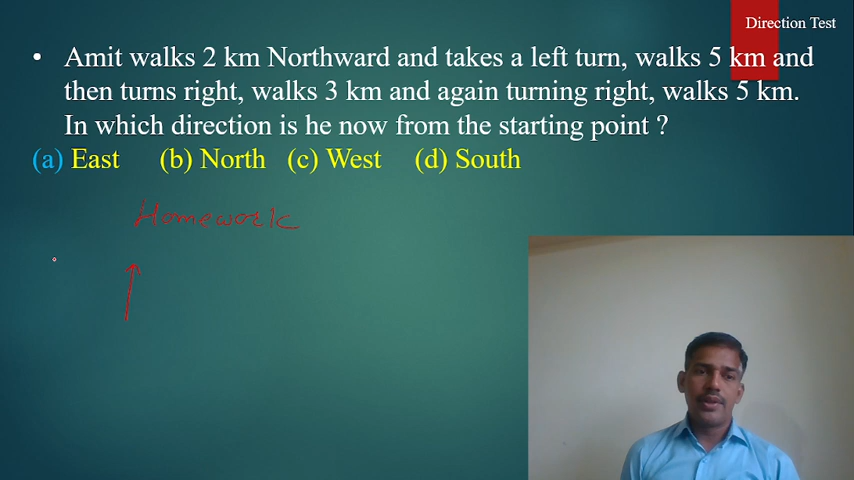 Direction Test
• Amit walks 2 km Northward and takes a left turn, walks 5 km and
then turns right, walks 3 km and again turning right, walks 5 km.
In which direction is he now from the starting point ?
(a) East (b) North (c) West (d) South
Homework